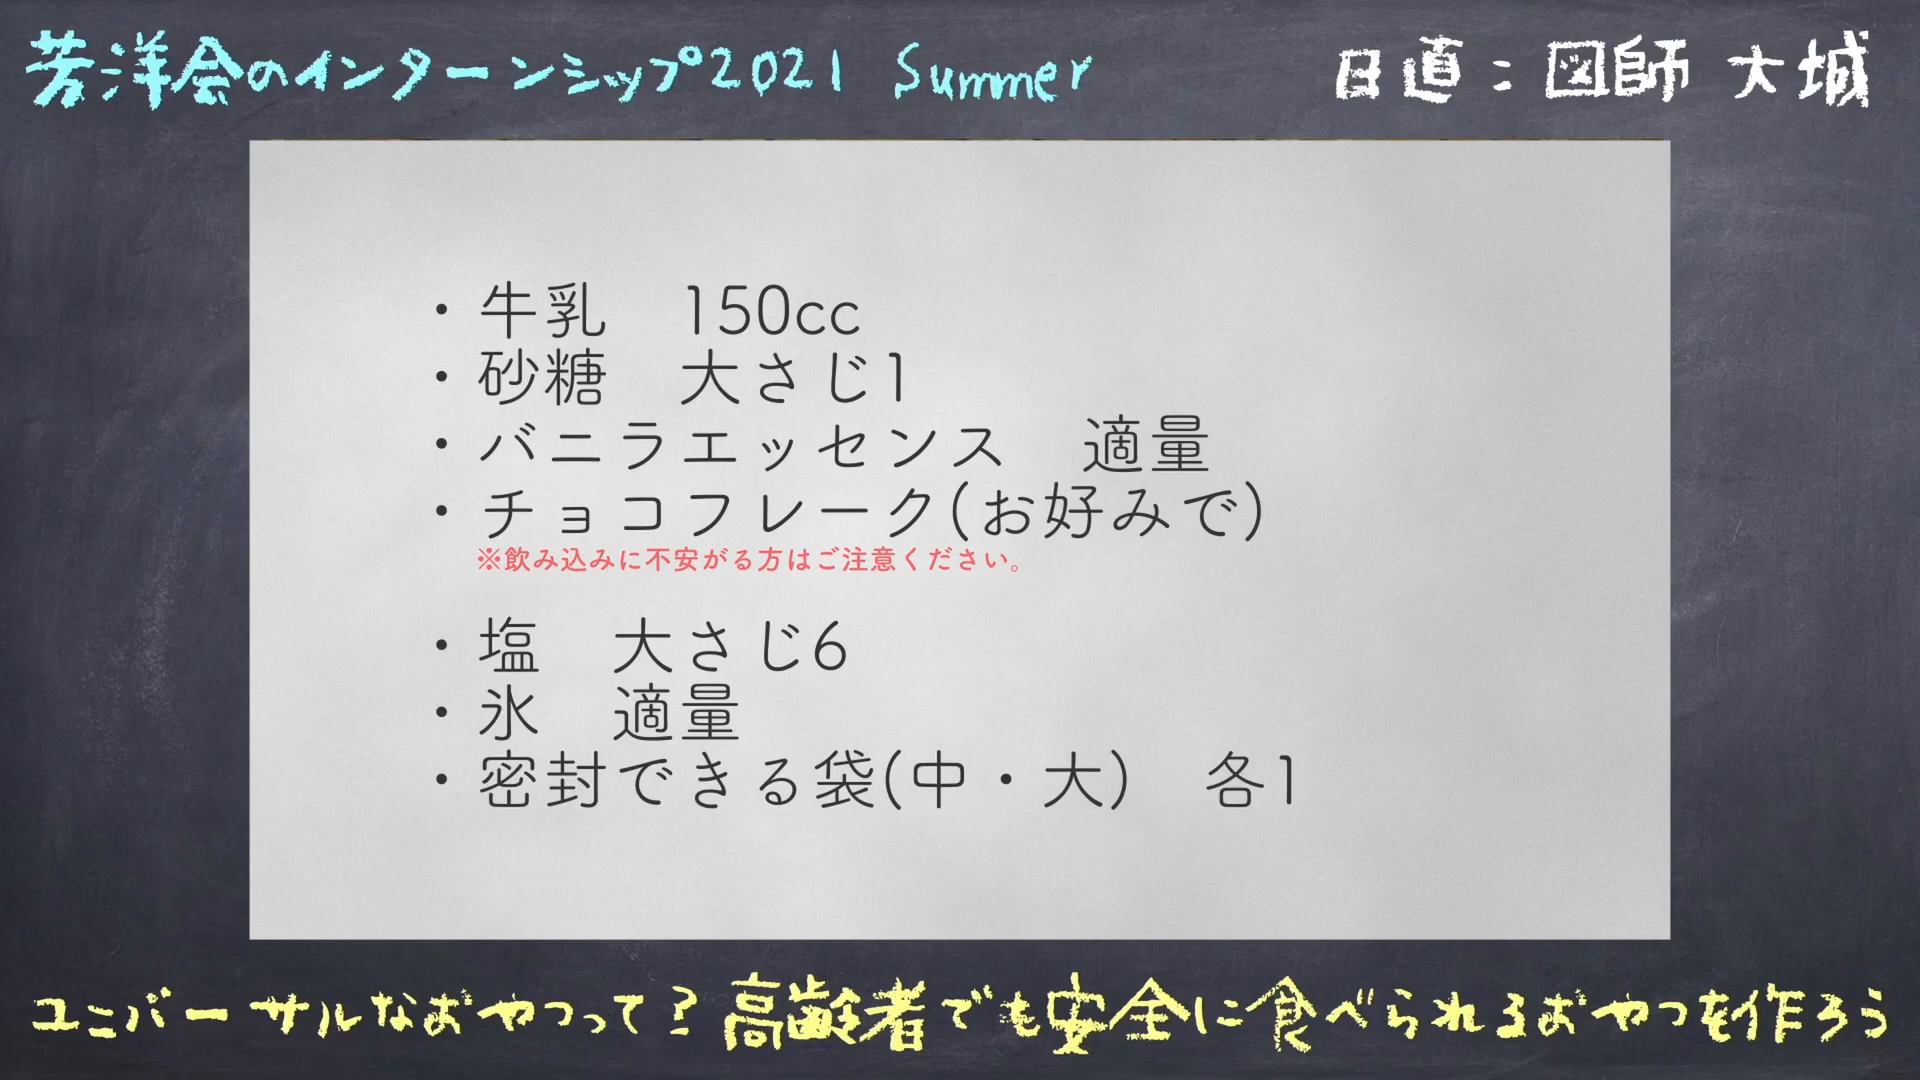 若洋会のインターンシップ2021 Summer
日直：図師 大城
・牛乳　150cc
・砂糖　大さじ1
・バニラエッセンス　適量
・チョコフレーク(お好みで)
※飲み込みに不安がる方はご注意ください。
・塩　大さじ6
・氷　適量
・密封できる袋(中・大)　各1
ユニバーサルなおやつって？高齢者でも安全に食べられるおやつを作ろう